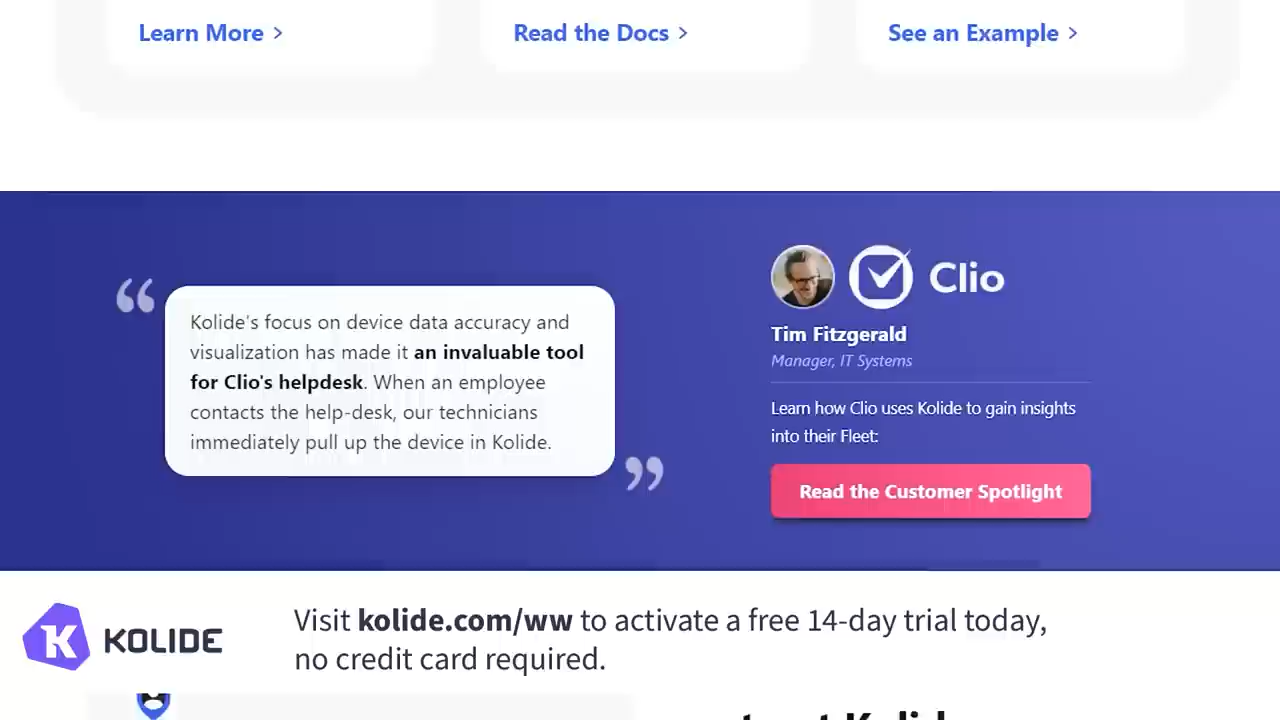 Learn More >
Read the Docs >
See an Example >
“
Kolide's focus on device data accuracy and
visualization has made it an invaluable tool
for Clio's helpdesk. When an employee
contacts the help-desk, our technicians
immediately pull up the device in Kolide.
”
Clio
Tim Fitzgerald
Manager, IT Systems
Learn how Clio uses Kolide to gain insights
into their Fleet:
Read the Customer Spotlight
KOLIDE
Visit kolide.com/ww to activate a free 14-day trial today,
no credit card required.